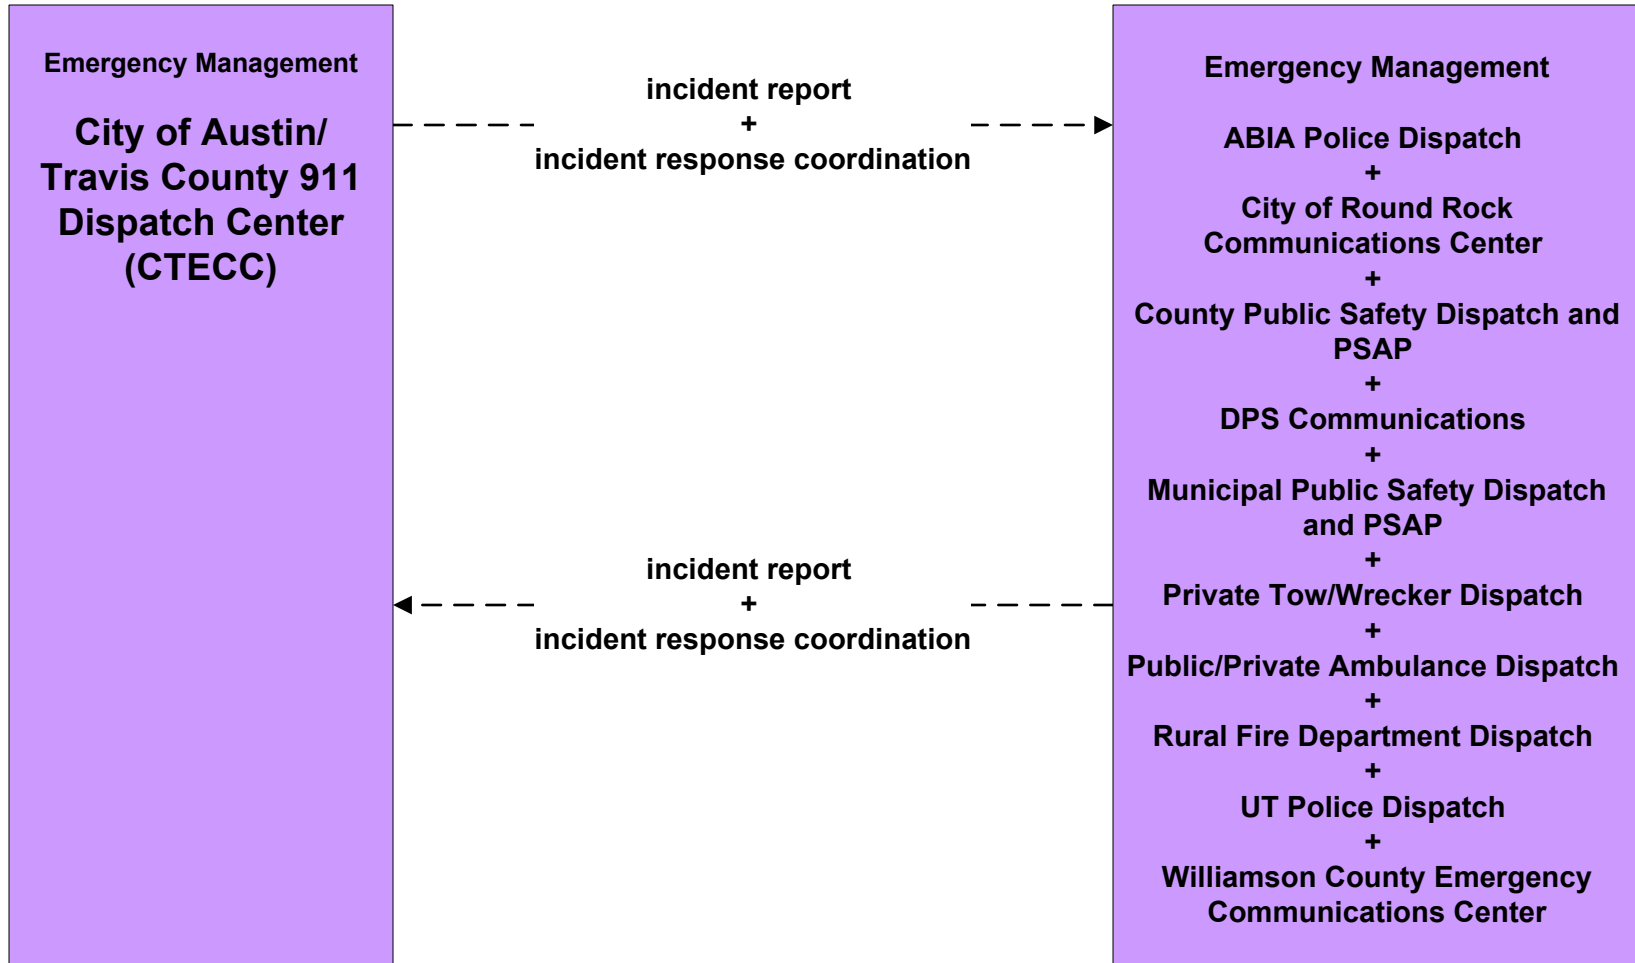 Emergency Management
City of Austin/
Travis County 911
Dispatch Center
(CTECC)
incident report
+
incident response coordination
incident report
+
incident response coordination
Emergency Management
ABIA Police Dispatch
+
City of Round Rock
Communications Center
+
County Public Safety Dispatch and
PSAP
+
DPS Communications
+
Municipal Public Safety Dispatch
and PSAP
+
Private Tow/Wrecker Dispatch
+
Public/Private Ambulance Dispatch
+
Rural Fire Department Dispatch
+
UT Police Dispatch
+
Williamson County Emergency
Communications Center